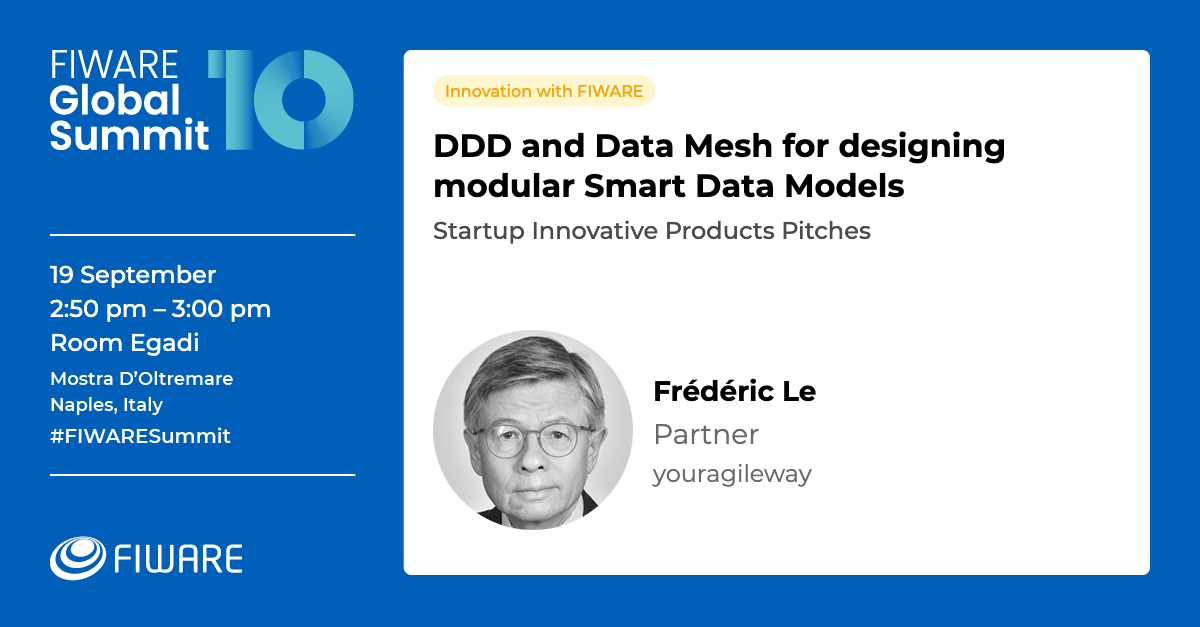 FIWARE
Global
Summit
10
19 September
2:50 pm – 3:00 pm
Room Egadi
Mostra D’Oltremare
Naples, Italy
#FIWARESummit
FIWARE
Innovation with FIWARE
DDD and Data Mesh for designing
modular Smart Data Models
Startup Innovative Products Pitches
Frédéric Le
Partner
youragileway